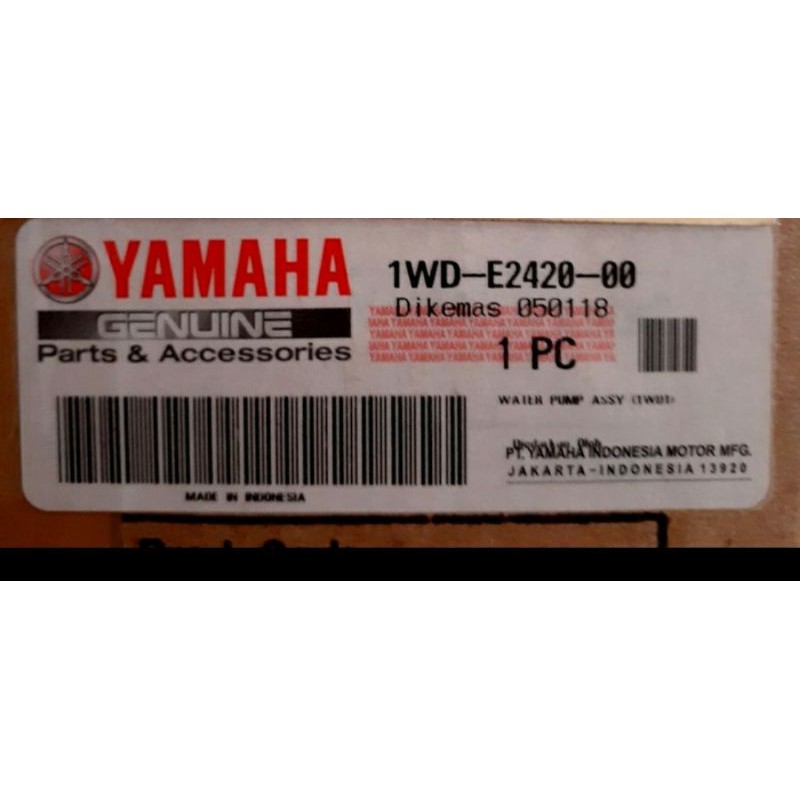 YAMAHA
GENUINE
Parts & Accessories
1WD-E2420-00
Dikemas 050118
1 PC
WATER PUMP ASSY (1WD1)
PT. YAMAHA INDONESIA MOTOR MFG.
JAKARTA-INDONESIA 13920
MADE IN INDONESIA